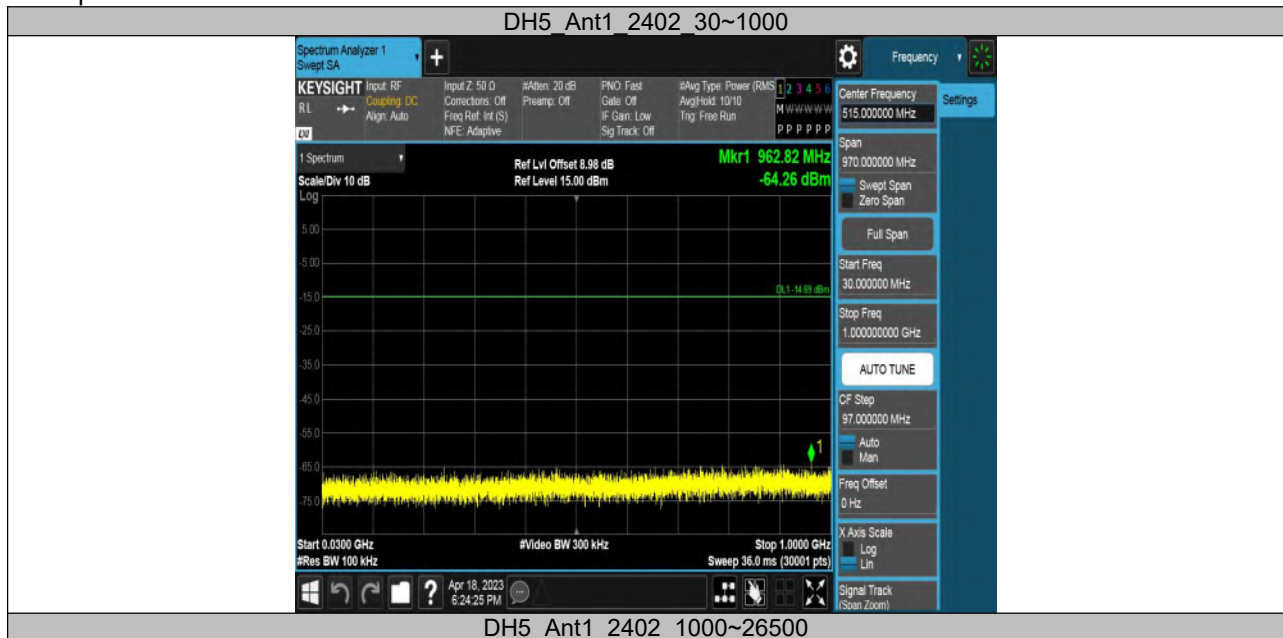 DH5_Ant1_2402_30~1000
Spectrum Analyzer 1
Swept SA
Frequency
KEYSIGHT
RL
LXI
Input: RF
Coupling: DC
Align: Auto
Input Z: 50 Ω
Corrections: Off
Freq Ref: Int (S)
NFE: Adaptive
#Atten: 20 dB
Preamp: Off
PNO: Fast
Gate: Off
IF Gain: Low
Sig Track: Off
#Avg Type: Power (RMS
Avg|Hold: 10/10
Trig: Free Run
1 2 3 4 5 6
M W W W W W
P P P P P P
Center Frequency
515.000000 MHz
Settings
Span
970.000000 MHz
Swept Span
Zero Span
Full Span
Start Freq
30.000000 MHz
Stop Freq
1.000000000 GHz
AUTO TUNE
CF Step
97.000000 MHz
Auto
Man
Freq Offset
0 Hz
X Axis Scale
Log
Lin
Signal Track
(Span Zoom)
1 Spectrum
Scale/Div 10 dB
Log
Ref Lvl Offset 8.98 dB
Ref Level 15.00 dBm
Mkr1 962.82 MHz
-64.26 dBm
5.00
-5.00
-15.0
-25.0
-35.0
-45.0
-55.0
-65.0
-75.0
DL1 -14.69 dBm
1
Start 0.0300 GHz
#Res BW 100 kHz
#Video BW 300 kHz
Stop 1.0000 GHz
Sweep 36.0 ms (30001 pts)
?
Apr 18, 2023
6:24:25 PM
DH5_Ant1_2402_1000~26500